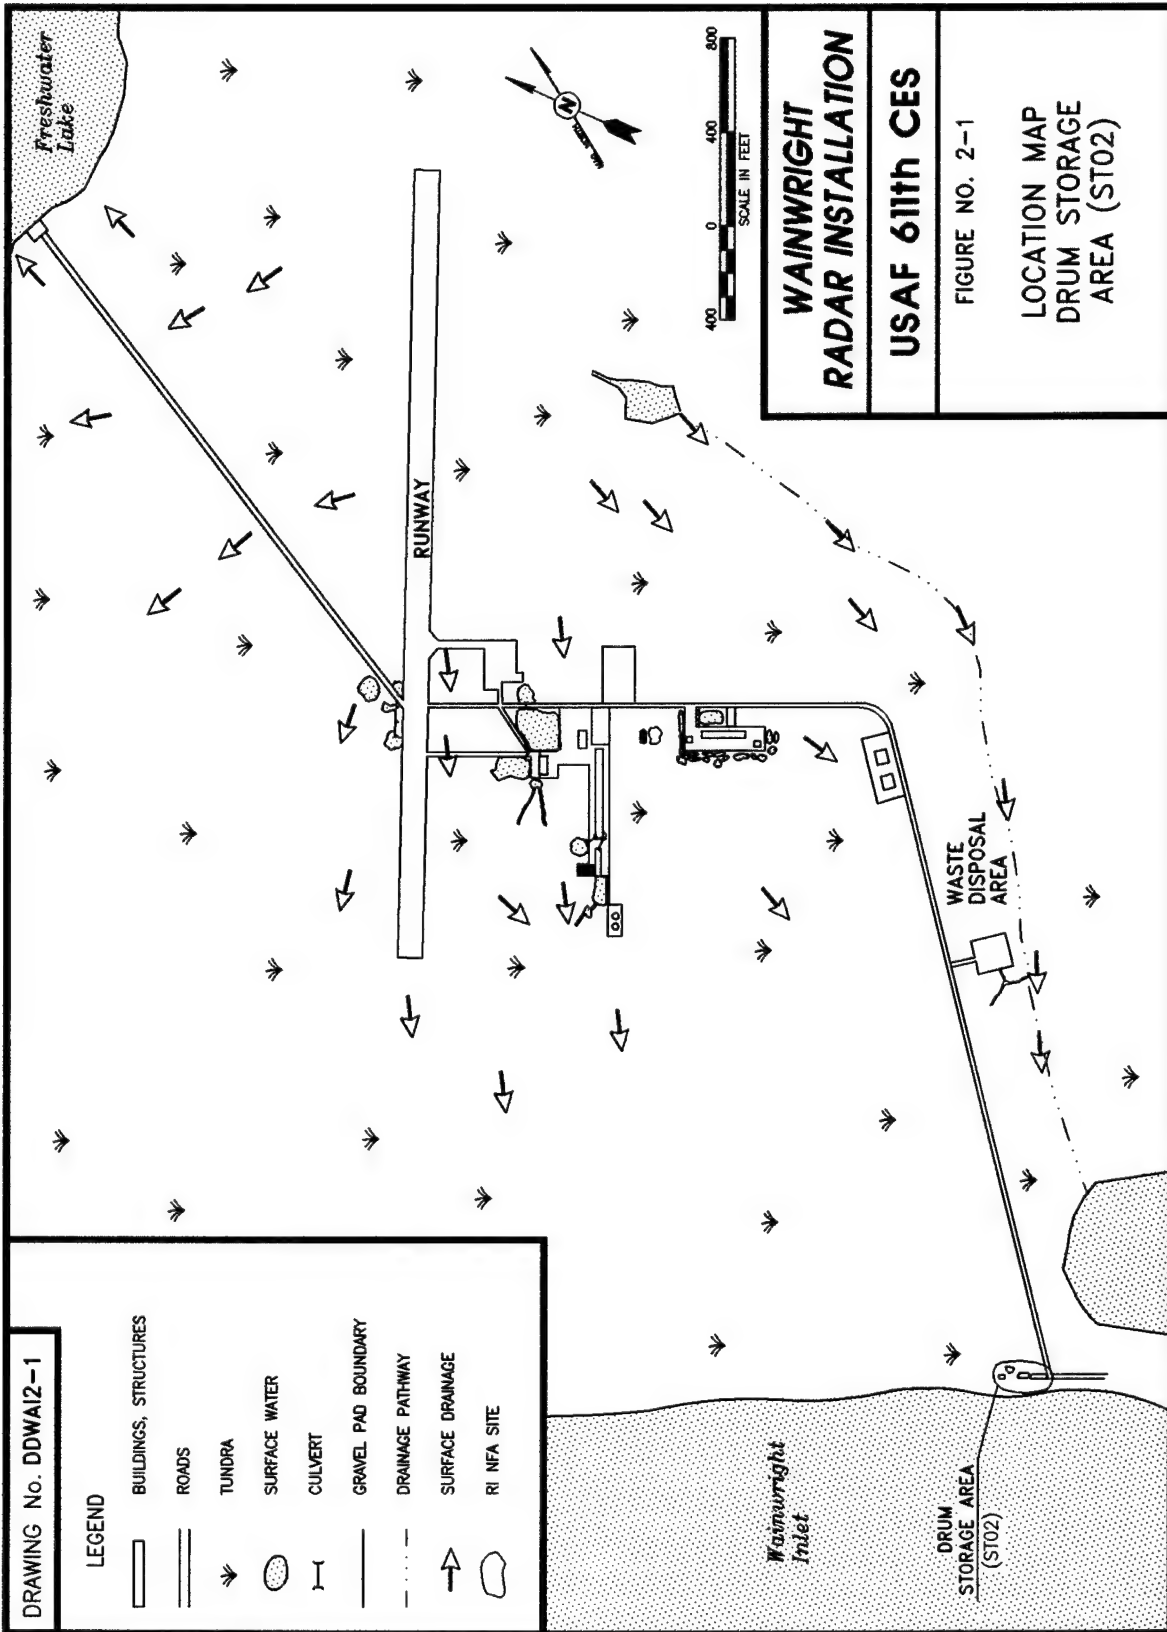 DRAWING No. DDWAI2-1
LEGEND
BUILDINGS, STRUCTURES
ROADS
TUNDRA
SURFACE WATER
CULVERT
GRAVEL PAD BOUNDARY
DRAINAGE PATHWAY
SURFACE DRAINAGE
RI NFA SITE
Freshwater
Lake
RUNWAY
WASTE
DISPOSAL
AREA
Wainwright
Inlet
DRUM
STORAGE AREA
(ST02)
N
400 0 400 800
SCALE IN FEET
WAINWRIGHT
RADAR INSTALLATION
USAF 611th CES
FIGURE NO. 2-1
LOCATION MAP
DRUM STORAGE
AREA (ST02)